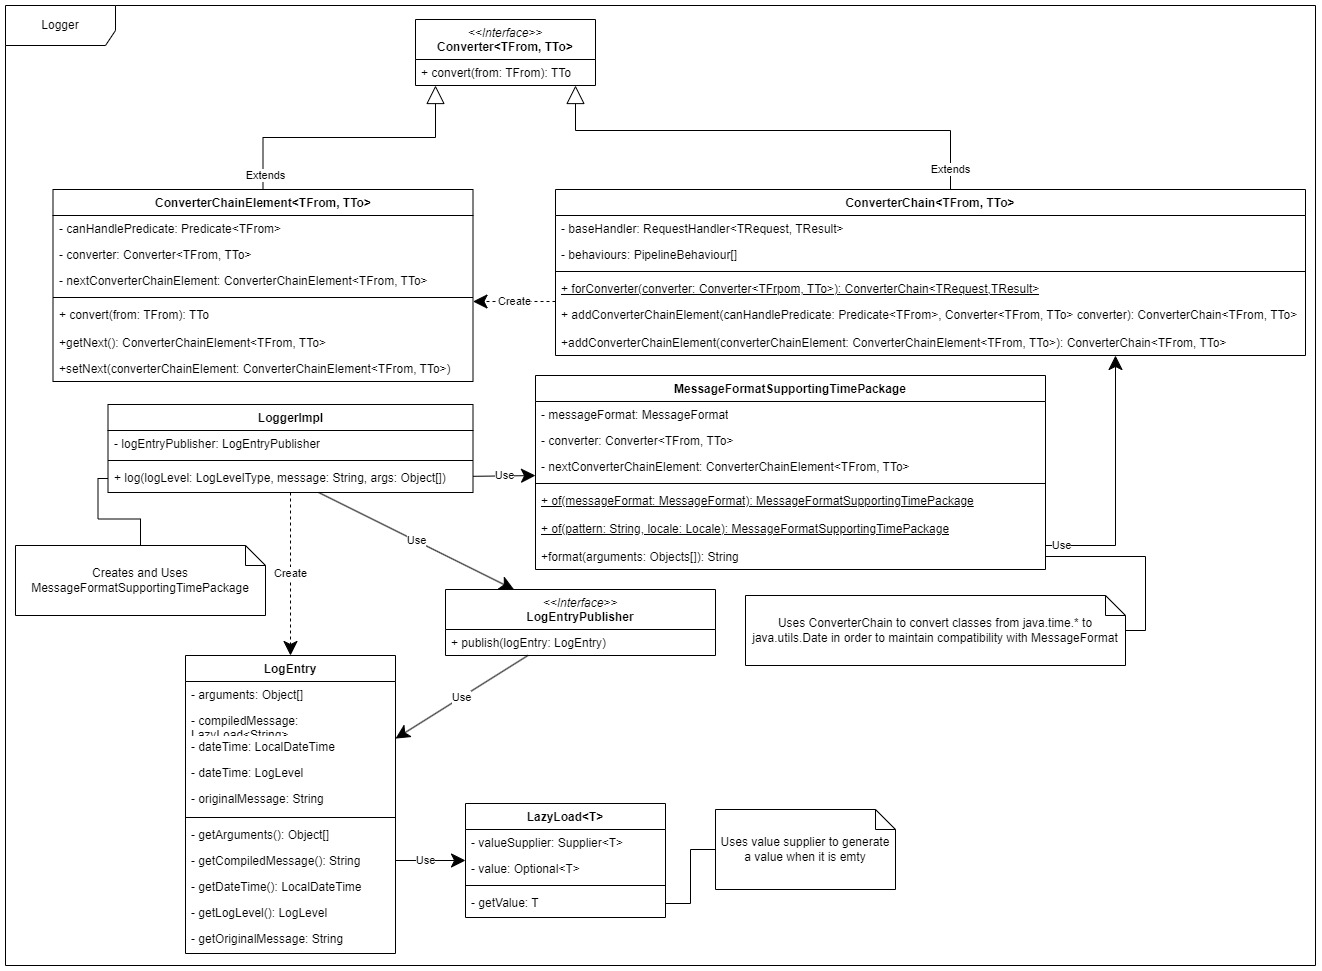 Logger
<<Interface>>
Converter<TFrom, TTo>
+ convert(from: TFrom): TTo
Extends
Extends
ConverterChainElement<TFrom, TTo>
- canHandlePredicate: Predicate<TFrom>
- converter: Converter<TFrom, TTo>
- nextConverterChainElement: ConverterChainElement<TFrom, TTo>
+ convert(from: TFrom): TTo
+getNext(): ConverterChainElement<TFrom, TTo>
+setNext(converterChainElement: ConverterChainElement<TFrom, TTo>)
Create
ConverterChain<TFrom, TTo>
- baseHandler: RequestHandler<TRequest, TResult>
- behaviours: PipelineBehaviour[]
+ forConverter(converter: Converter<TFrpom, TTo>): ConverterChain<TRequest,TResult>
+ addConverterChainElement(canHandlePredicate: Predicate<TFrom>, Converter<TFrom, TTo> converter): ConverterChain<TFrom, TTo>
+addConverterChainElement(converterChainElement: ConverterChainElement<TFrom, TTo>): ConverterChain<TFrom, TTo>
LoggerImpl
- logEntryPublisher: LogEntryPublisher
+ log(logLevel: LogLevelType, message: String, args: Object[])
Use
MessageFormatSupportingTimePackage
- messageFormat: MessageFormat
- converter: Converter<TFrom, TTo>
- nextConverterChainElement: ConverterChainElement<TFrom, TTo>
+ of(messageFormat: MessageFormat): MessageFormatSupportingTimePackage
+ of(pattern: String, locale: Locale): MessageFormatSupportingTimePackage
+format(arguments: Objects[]): String
Use
Use
Creates and Uses
MessageFormatSupportingTimePackage
Create
<<Interface>>
LogEntryPublisher
+ publish(logEntry: LogEntry)
Uses ConverterChain to convert classes from java.time.* to
java.utils.Date in order to maintain compatibility with MessageFormat
Use
LogEntry
- arguments: Object[]
- compiledMessage:
LazyLoad<String>
- dateTime: LocalDateTime
- dateTime: LogLevel
- originalMessage: String
- getArguments(): Object[]
- getCompiledMessage(): String
- getDateTime(): LocalDateTime
- getLogLevel(): LogLevel
- getOriginalMessage: String
Use
LazyLoad<T>
- valueSupplier: Supplier<T>
- value: Optional<T>
- getValue: T
Uses value supplier to generate
a value when it is emty